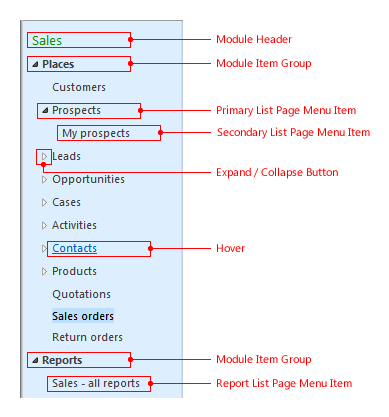 Sales Module Header
Places Module Item Group
Customers
Prospects Primary List Page Menu Item
My prospects Secondary List Page Menu Item
Leads
Expand / Collapse Button
Opportunities
Cases
Activities
Contacts Hover
Products
Quotations
Sales orders
Return orders
Reports Module Item Group
Sales - all reports Report List Page Menu Item